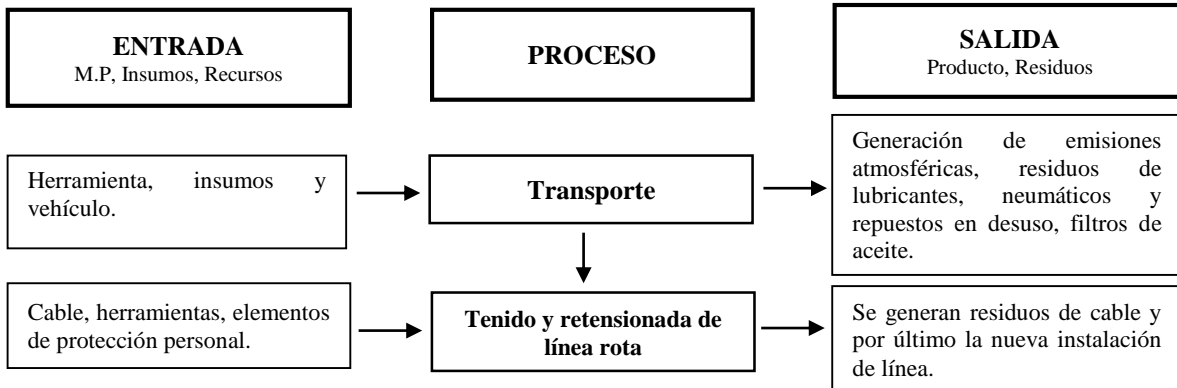 ENTRADA
M.P, Insumos, Recursos
PROCESO
SALIDA
Producto, Residuos
Herramienta, insumos y
vehículo.
Transporte
Generación de emisiones
atmosféricas, residuos de
lubricantes, neumáticos y
repuestos en desuso, filtros de
aceite.
Cable, herramientas, elementos
de protección personal.
Tenido y retensionada de
línea rota
Se generan residuos de cable y
por último la nueva instalación
de línea.